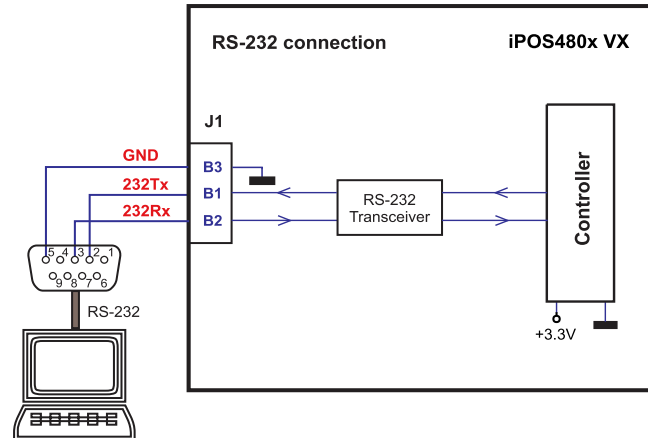 RS-232 connection
iPOS480x VX
J1
GND
B3
232Tx
B1
232Rx
B2
RS-232
Transceiver
Controller
5 4 3 2 1
9 8 7 6
RS-232
+3.3V